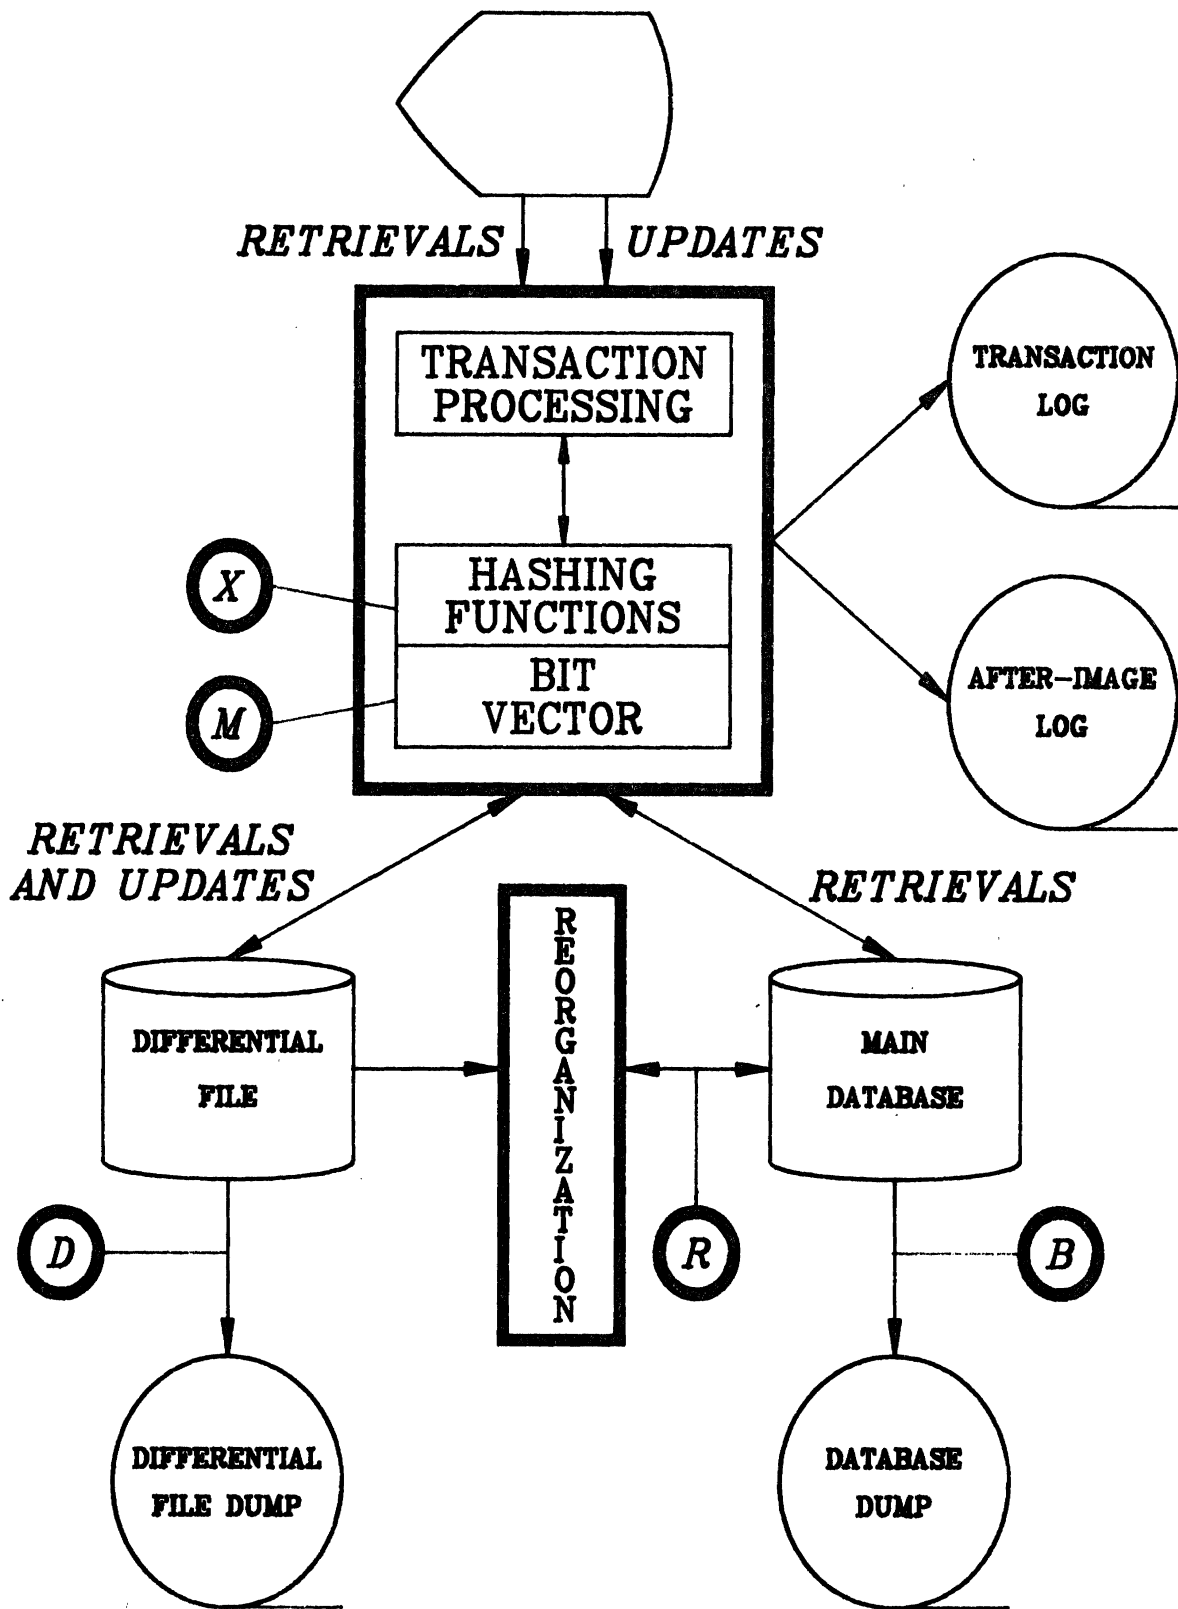 RETRIEVALS
UPDATES
TRANSACTION
PROCESSING
TRANSACTION
LOG
HASHING
FUNCTIONS
X
BIT
VECTOR
M
AFTER-IMAGE
LOG
RETRIEVALS
AND UPDATES
RETRIEVALS
REORGANIZATION
DIFFERENTIAL
FILE
MAIN
DATABASE
D
R
B
DIFFERENTIAL
FILE DUMP
DATABASE
DUMP